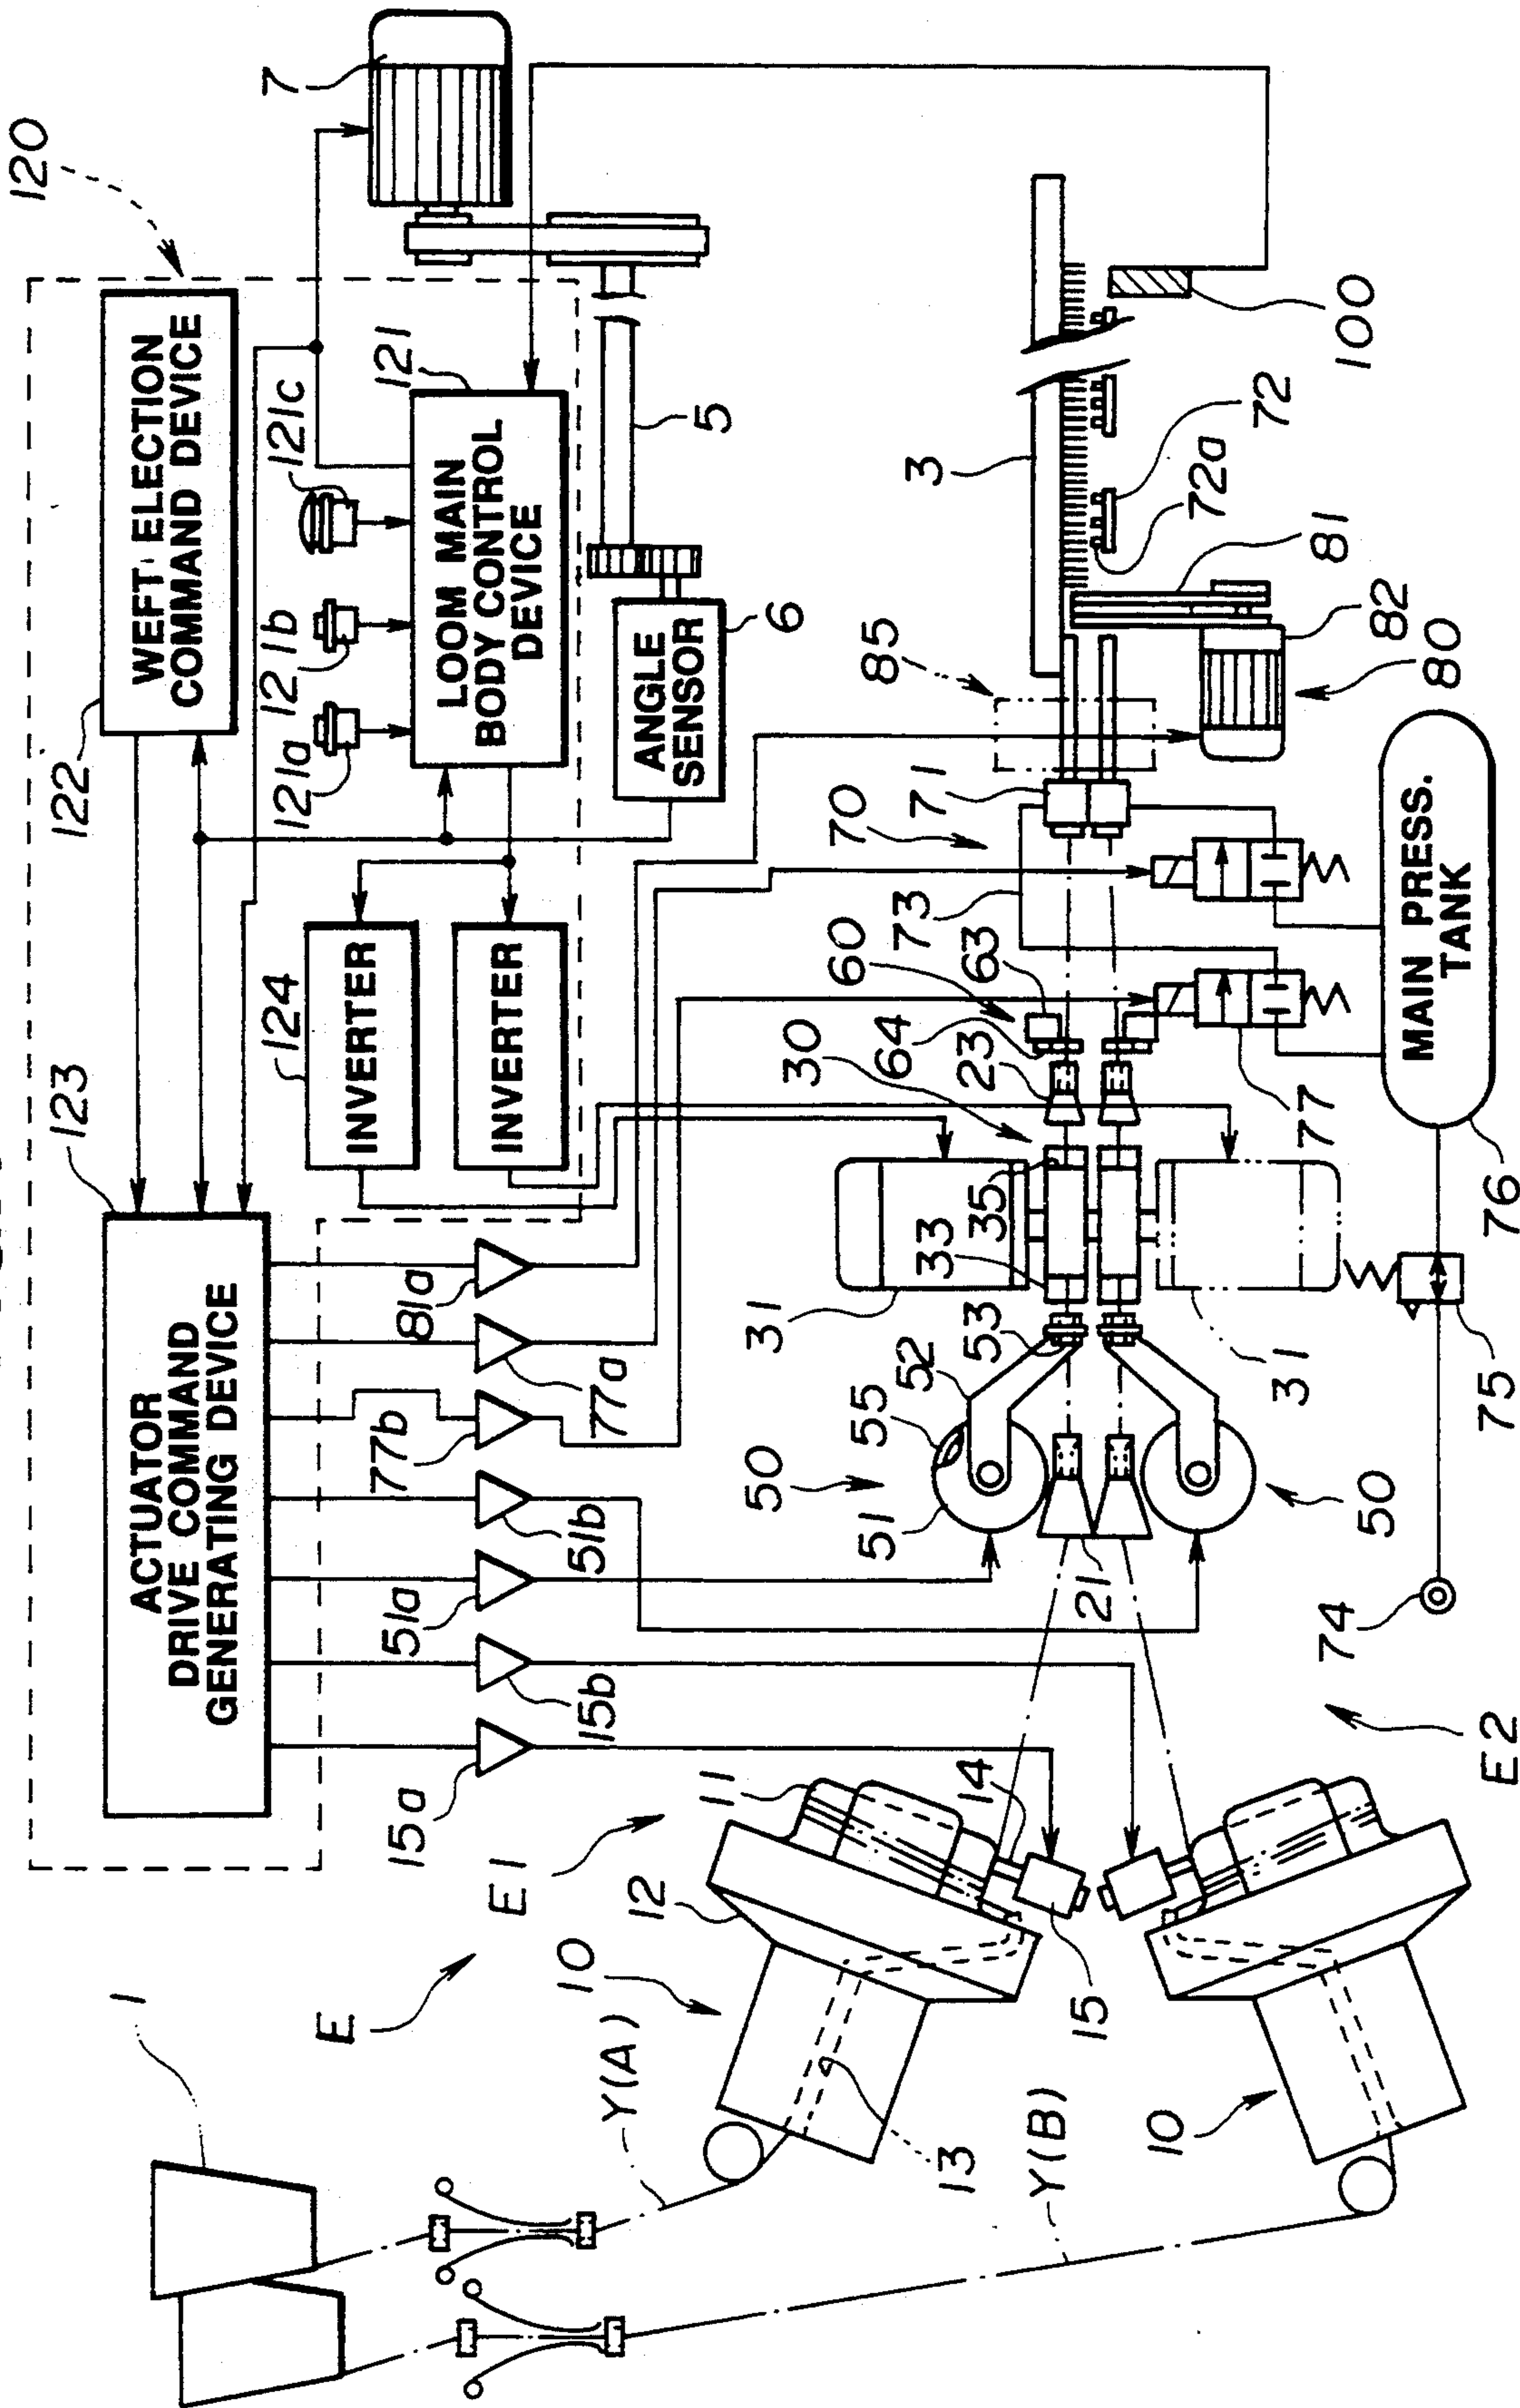 120
7
WEFT ELECTION
COMMAND DEVICE
122
121c
121b
121a
121
LOOM MAIN
BODY CONTROL
DEVICE
5
ANGLE
SENSOR
6
123
ACTUATOR
DRIVE COMMAND
GENERATING DEVICE
124
INVERTER
INVERTER
81a
77a
77b
51b
51a
15b
15a
3
72
72a
100
81
82
80
85
71
70
73
60
63
64
23
30
35
33
31
31
53
52
55
51
50
50
21
77
MAIN PRESS.
TANK
76
75
74
E
E1
E2
11
12
14
15
10
10
13
Y(A)
Y(B)
1